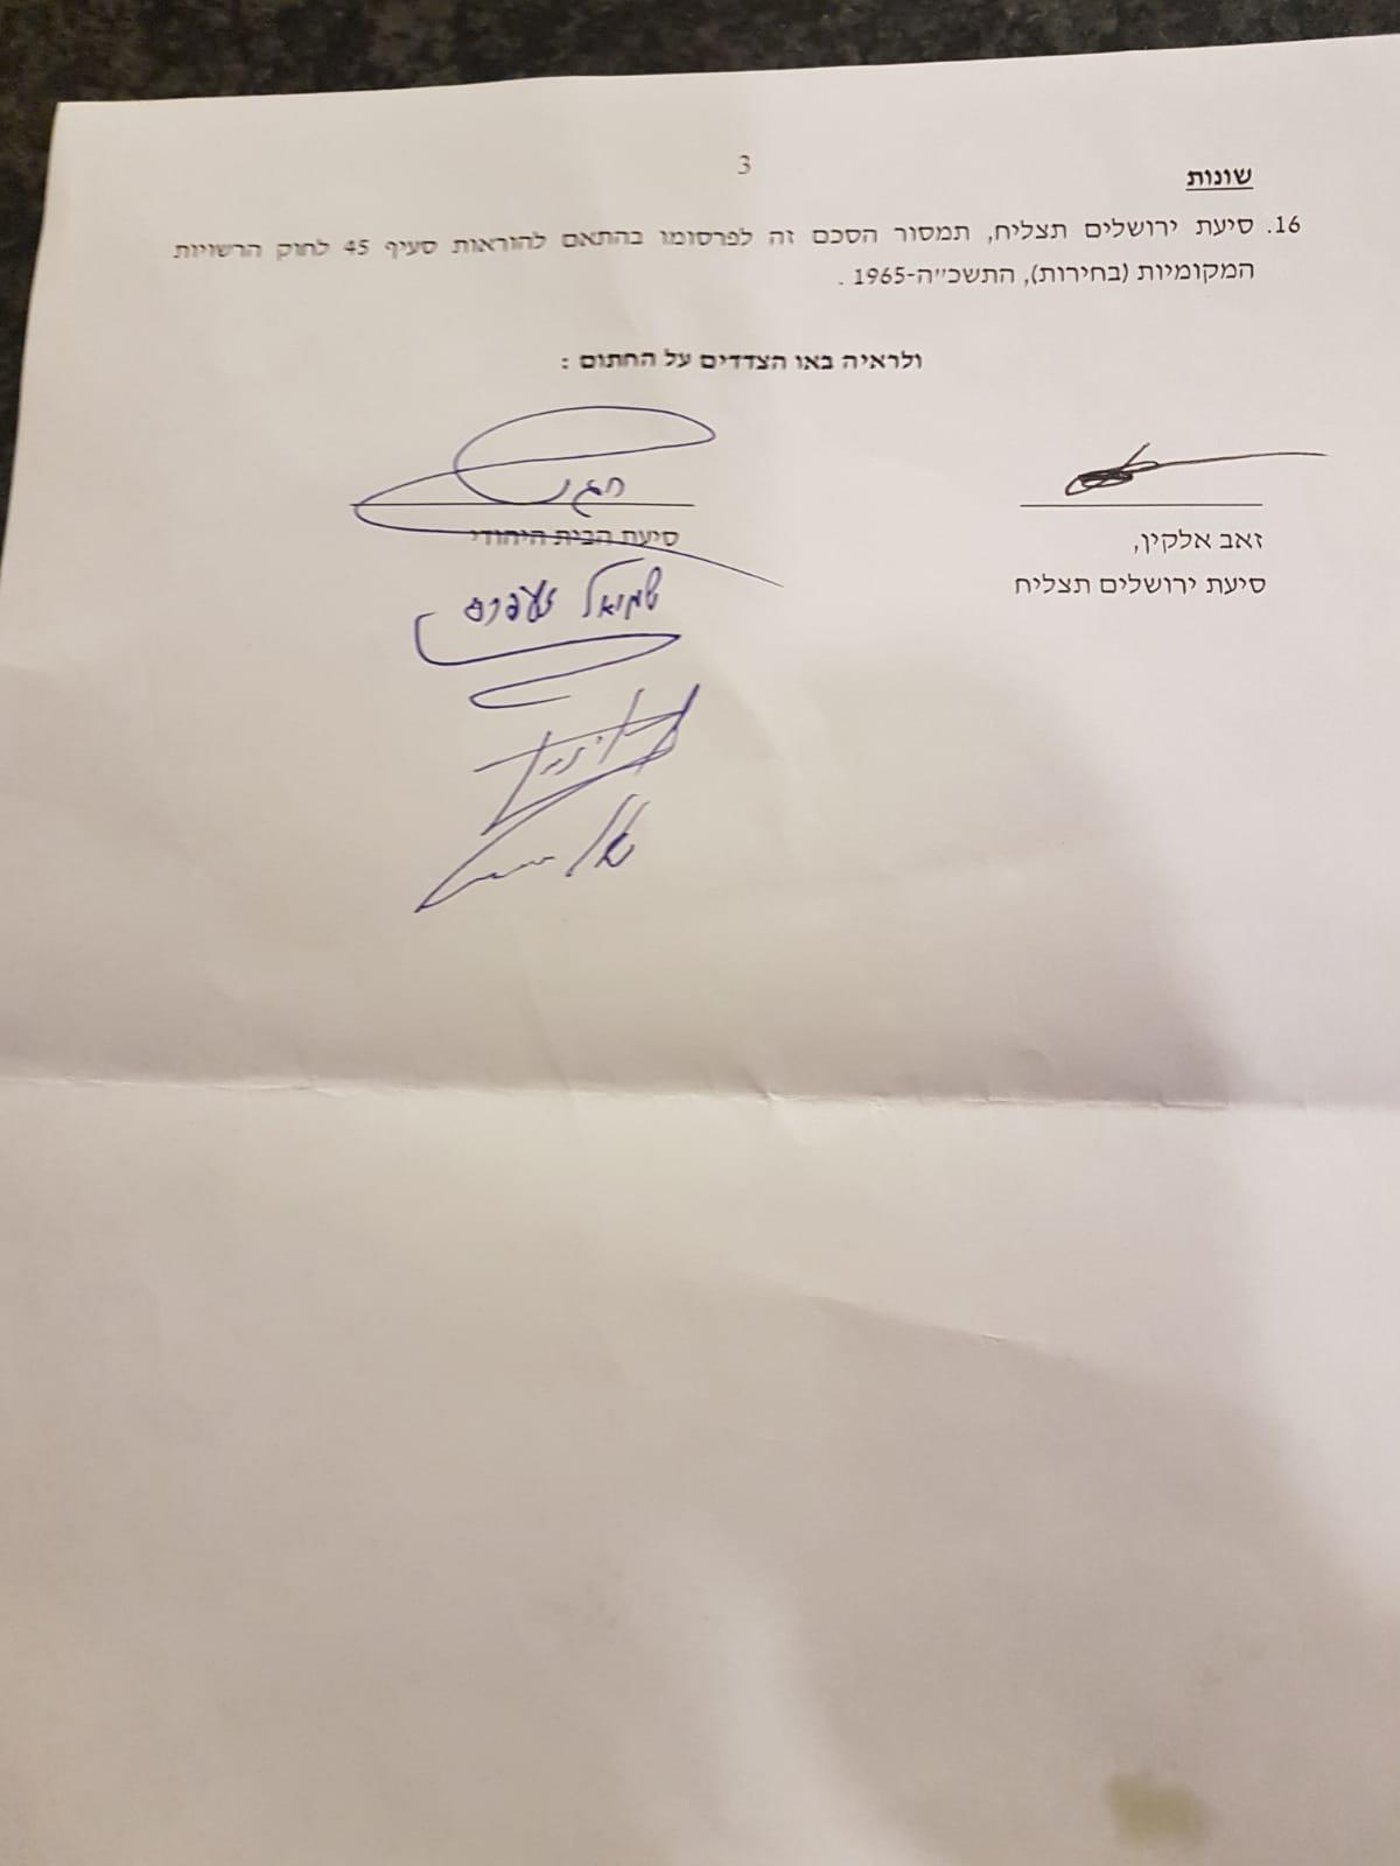 3
שונות
16. סיעת ירושלים תצליח, תמסור הסכם זה לפרסומו בהתאם להוראות סעיף 45 לחוק הרשויות
המקומיות (בחירות), התשכ"ה-1965 .
ולראיה באו הצדדים על החתום :
חגי
זאב אלקין,
סיעת הבית היהודי
סיעת ירושלים תצליח
שמואל